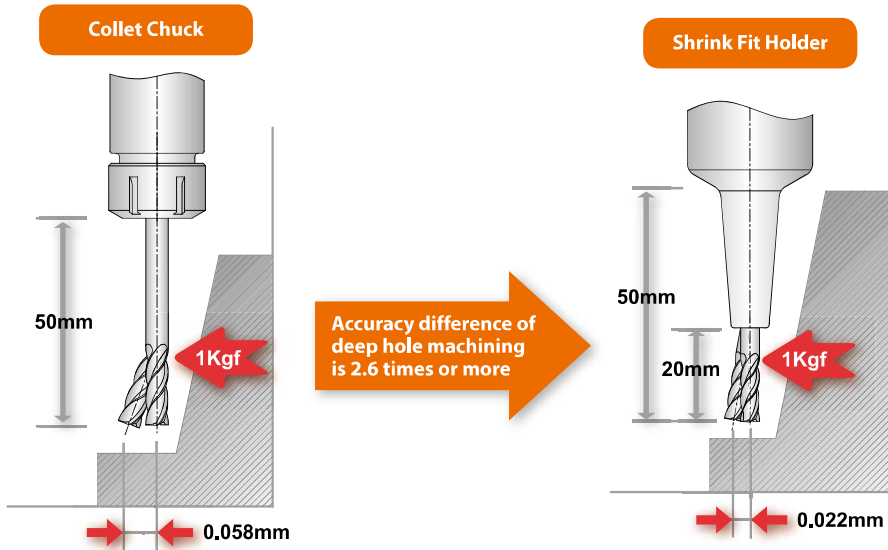 Collet Chuck
Shrink Fit Holder
50mm
1Kgf
0.058mm
Accuracy difference of
deep hole machining
is 2.6 times or more
50mm
20mm
1Kgf
0.022mm